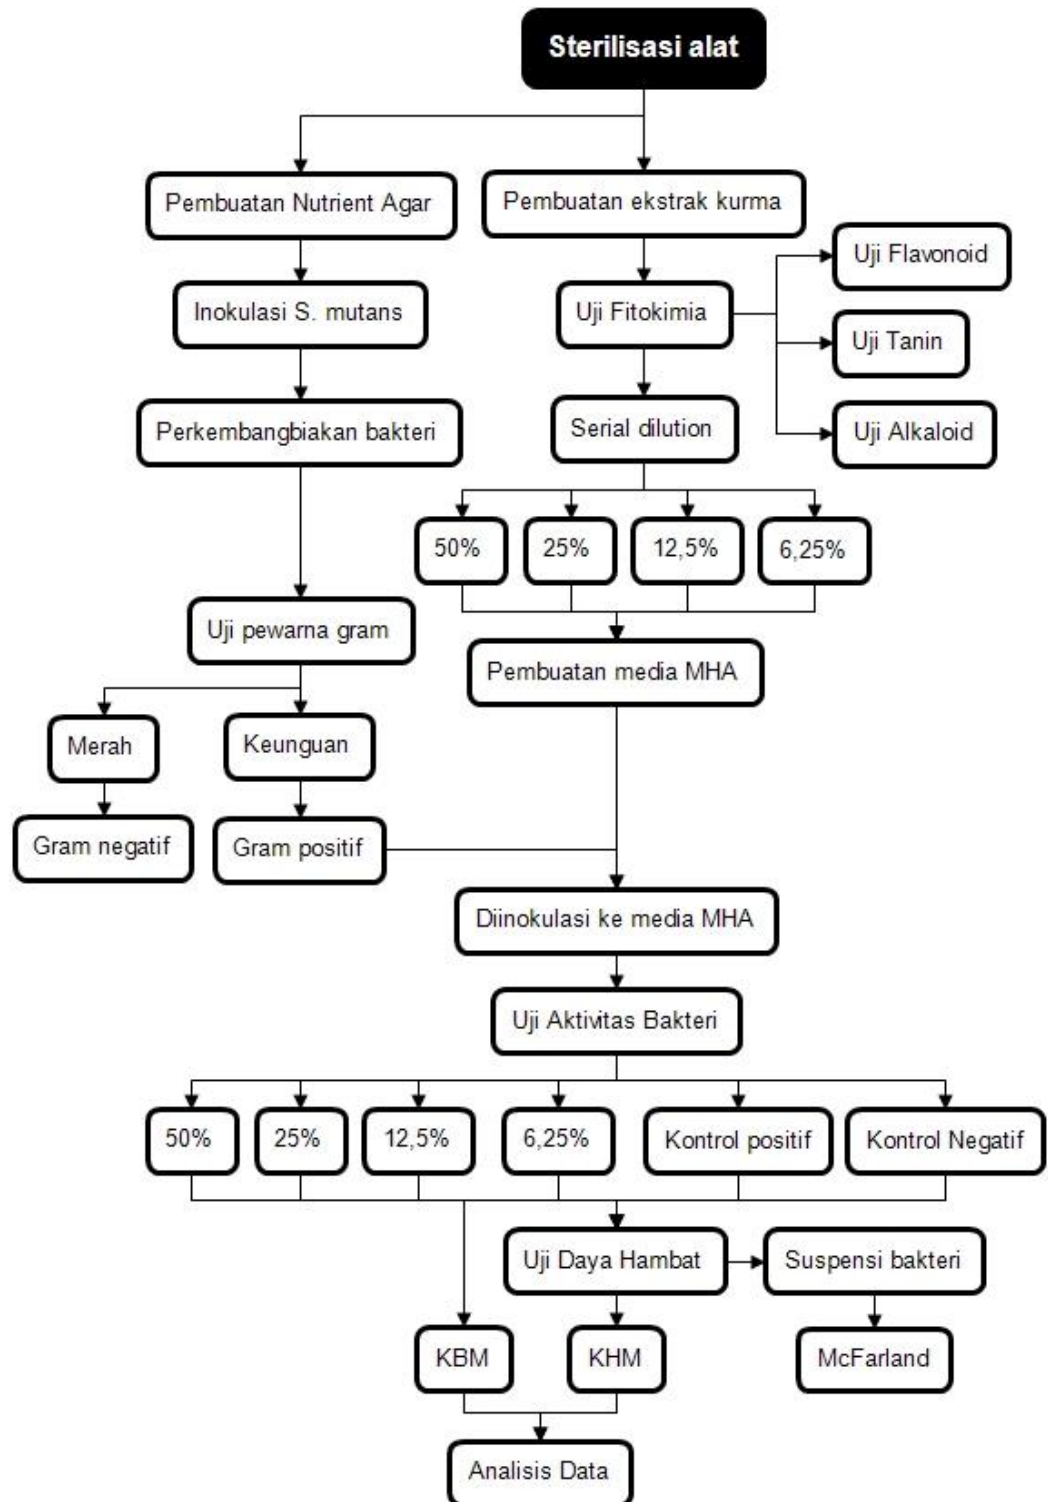 Sterilisasi alat
Pembuatan Nutrient Agar
Pembuatan ekstrak kurma
Uji Flavonoid
Inokulasi S. mutans
Uji Fitokimia
Uji Tanin
Perkembangbiakan bakteri
Serial dilution
Uji Alkaloid
50%
25%
12,5%
6,25%
Uji pewarna gram
Pembuatan media MHA
Merah
Keunguan
Gram negatif
Gram positif
Diinokulasi ke media MHA
Uji Aktivitas Bakteri
50%
25%
12,5%
6,25%
Kontrol positif
Kontrol Negatif
Uji Daya Hambat
Suspensi bakteri
KBM
KHM
McFarland
Analisis Data